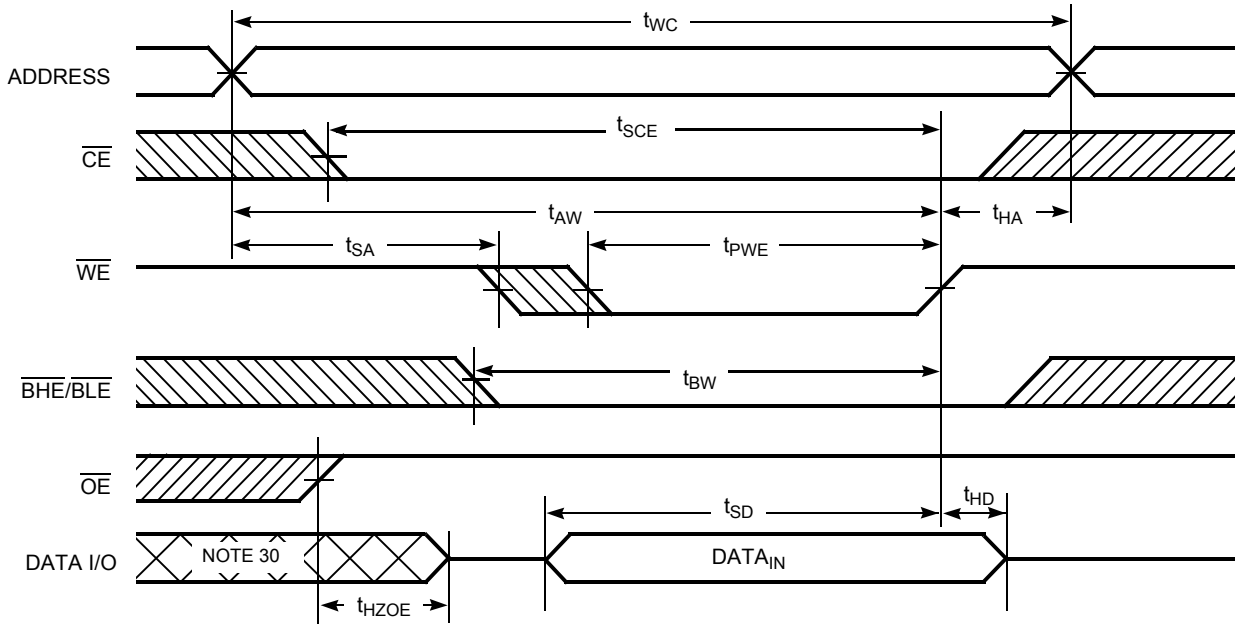 tWC
ADDRESS
tSCE
CE
tAW
tHA
tSA
tPWE
WE
tBW
BHE/BLE
OE
tSD
tHD
DATA I/O
NOTE 30
DATAIN
tHZOE